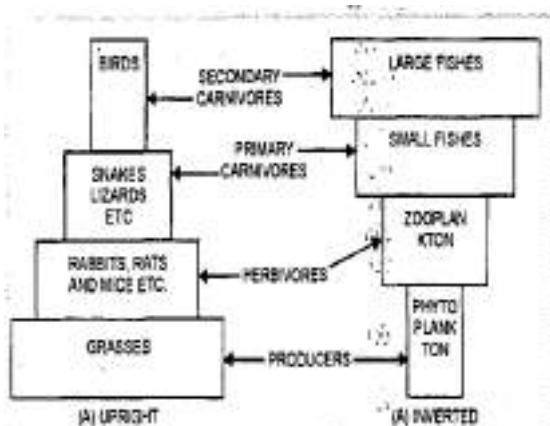 BIRDS
SECONDARY
CARNIVORES
LARGE FISHES
SNAKES
LIZARDS
ETC
PRIMARY
CARNIVORES
SMALL FISHES
RABBITS, RATS
AND MICE ETC.
HERBIVORES
ZOOPLAN
KTON
GRASSES
PRODUCERS
PHYTO
PLANK
TON
(A) UPRIGHT
(A) INVERTED